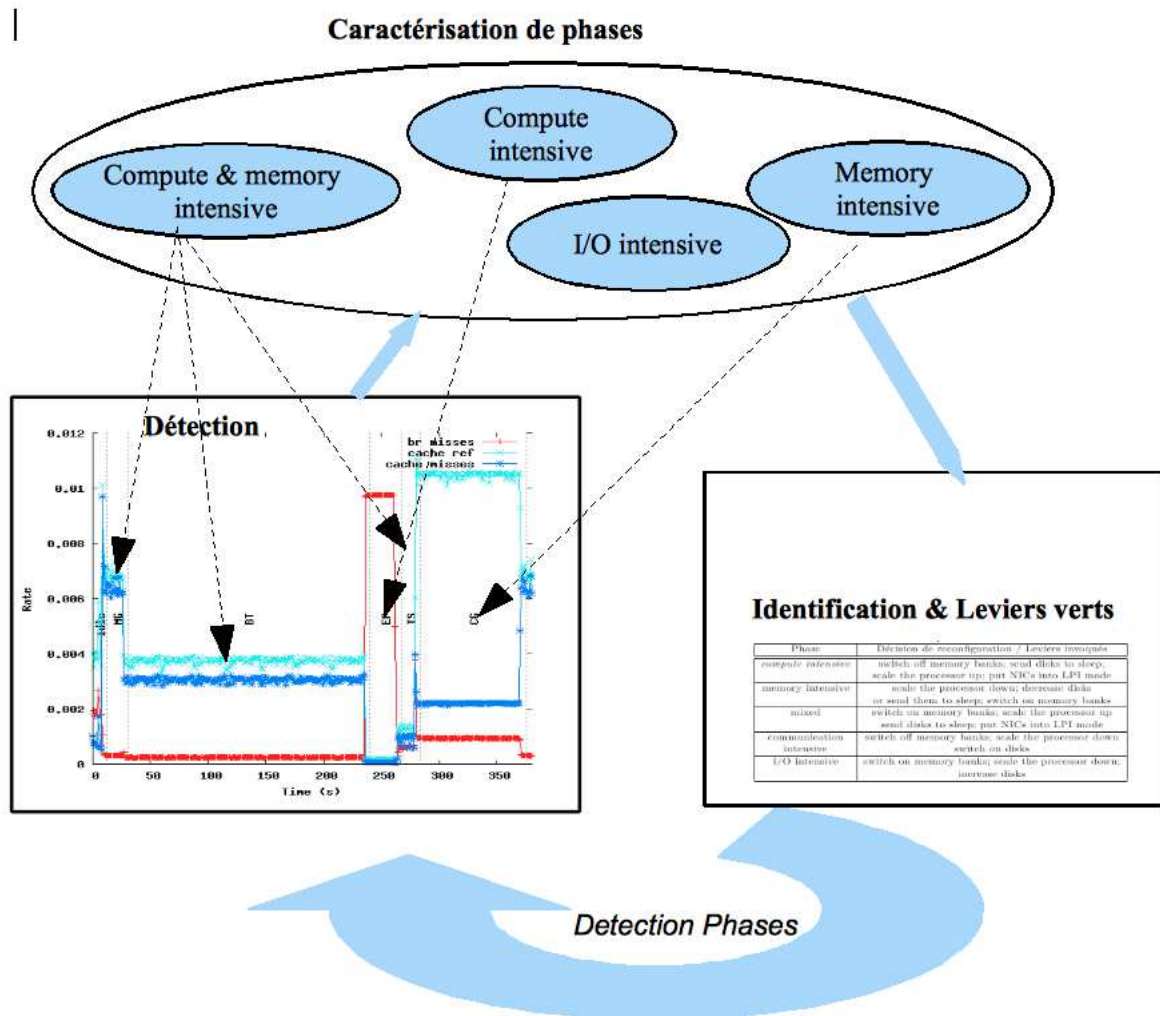 Caractérisation de phases
Compute
intensive
Compute & memory
intensive
Memory
intensive
I/O intensive
Détection
0.012
0.01
0.008
0.006
0.004
0.002
0
Rate
br misses
cache ref
cache/misses
idle
MG
BT
EP
IS
CG
0
50
100
150
200
250
300
350
Time (s)
Identification & Leviers verts
Phase
Décision de reconfiguration / Leviers invoqués
compute intensive
switch off memory banks; send disks to sleep;
scale the processor up; put NICs into LPI mode
memory intensive
scale the processor down; decrease disks
or send them to sleep; switch on memory banks
mixed
switch on memory banks; scale the processor up
send disks to sleep; put NICs into LPI mode
communication
intensive
switch off memory banks; scale the processor down
switch on disks
I/O intensive
switch on memory banks; scale the processor down;
increase disks
Detection Phases